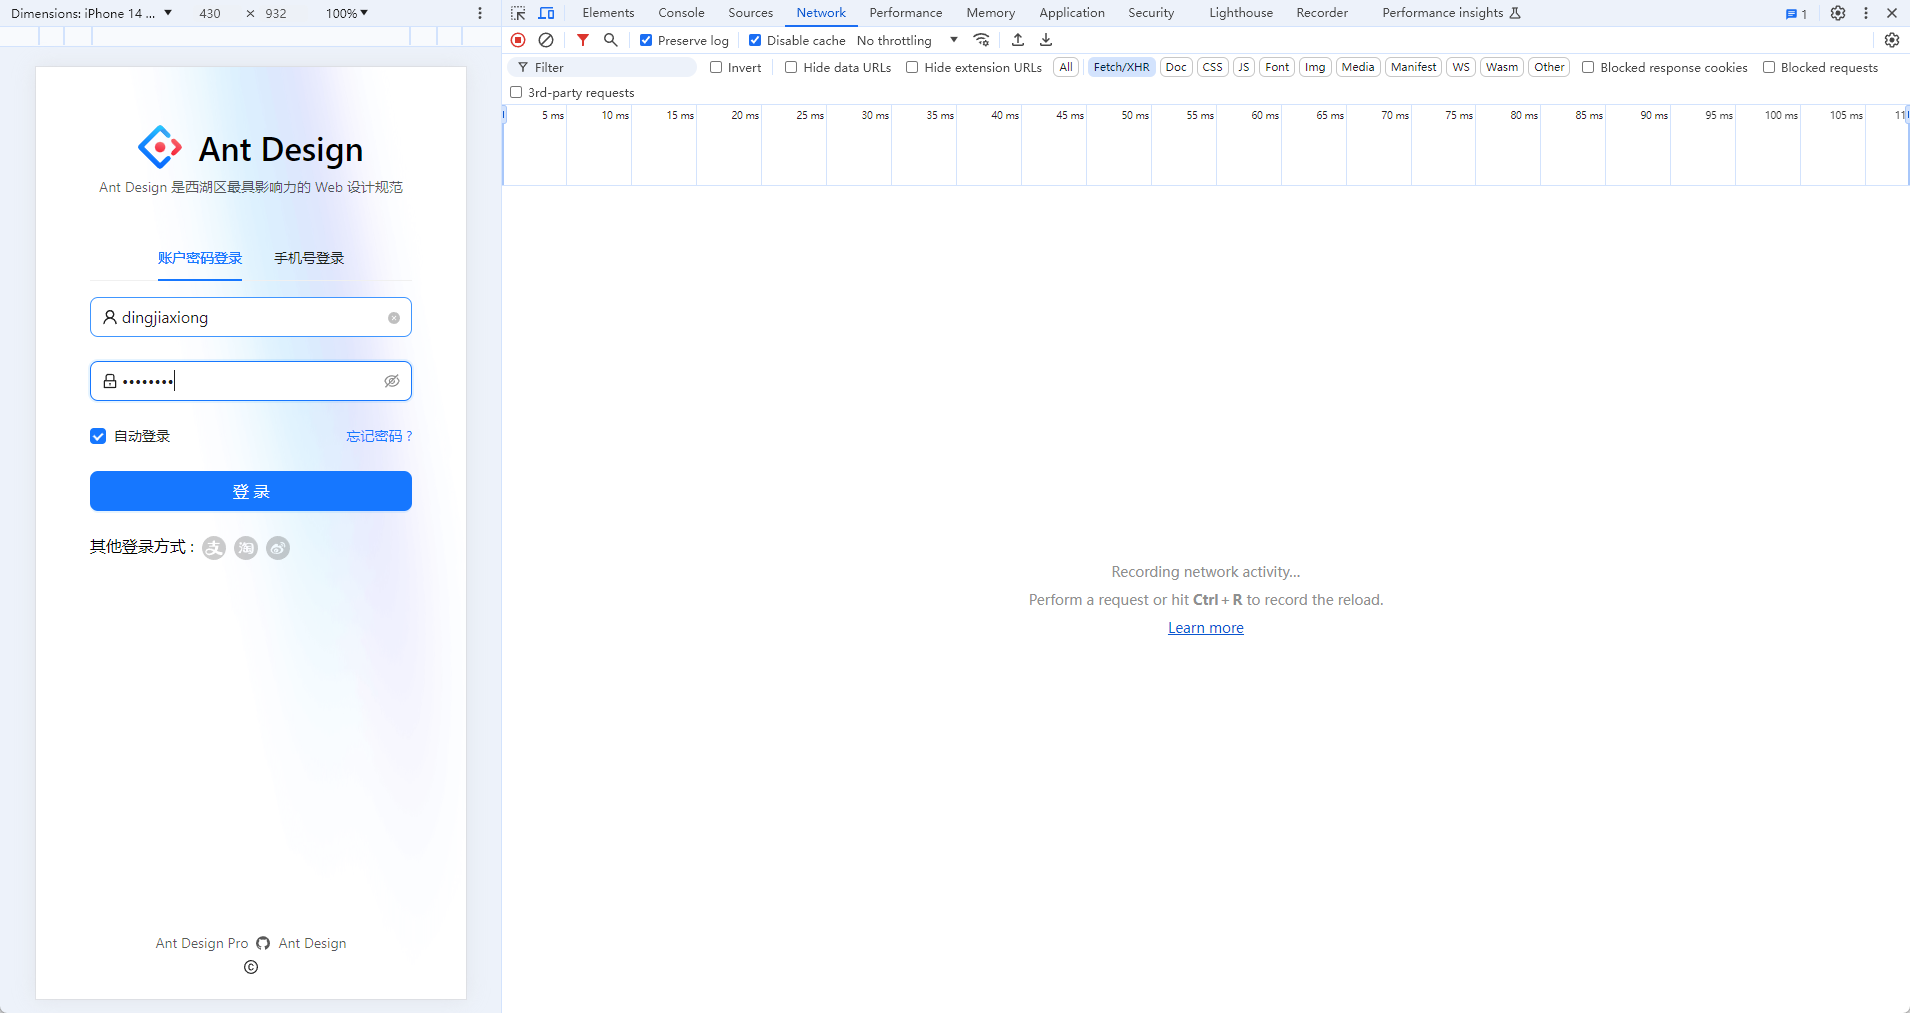 Dimensions: iPhone 14 ... 430 × 932 100%
Elements Console Sources Network Performance Memory Application Security Lighthouse Recorder Performance insights 1
Preserve log Disable cache No throttling
Filter Invert Hide data URLs Hide extension URLs All Fetch/XHR Doc CSS JS Font Img Media Manifest WS Wasm Other Blocked response cookies Blocked requests
3rd-party requests
5 ms 10 ms 15 ms 20 ms 25 ms 30 ms 35 ms 40 ms 45 ms 50 ms 55 ms 60 ms 65 ms 70 ms 75 ms 80 ms 85 ms 90 ms 95 ms 100 ms 105 ms 11
Ant Design
Ant Design 是西湖区最具影响力的 Web 设计规范
账户密码登录 手机号登录
dingjiaxiong
••••••••
自动登录 忘记密码 ?
登 录
其他登录方式 : 支 淘
Recording network activity...
Perform a request or hit Ctrl + R to record the reload.
Learn more
Ant Design Pro Ant Design
©